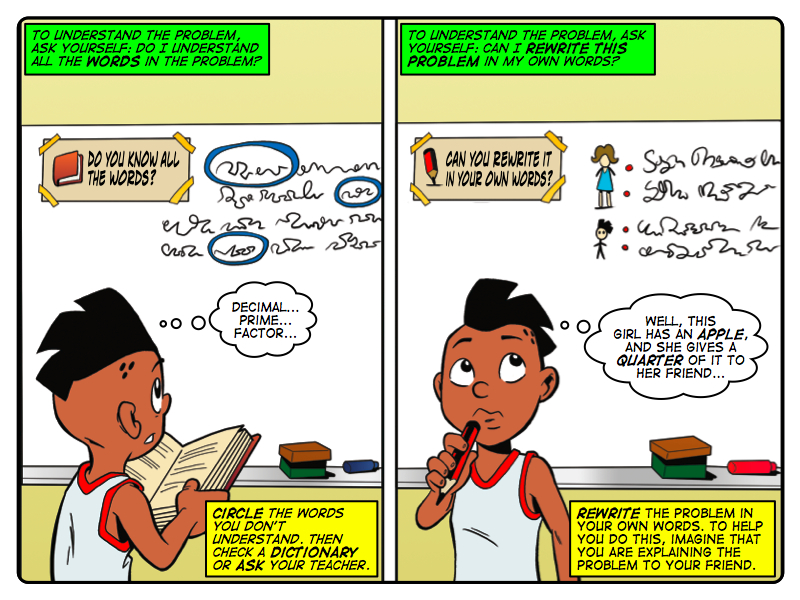 TO UNDERSTAND THE PROBLEM,
ASK YOURSELF: DO I UNDERSTAND
ALL THE WORDS IN THE PROBLEM?
DO YOU KNOW ALL
THE WORDS?
DECIMAL...
PRIME...
FACTOR...
CIRCLE THE WORDS
YOU DON'T
UNDERSTAND. THEN
CHECK A DICTIONARY
OR ASK YOUR TEACHER.
TO UNDERSTAND THE PROBLEM, ASK
YOURSELF: CAN I REWRITE THIS
PROBLEM IN MY OWN WORDS?
CAN YOU REWRITE IT
IN YOUR OWN WORDS?
WELL, THIS
GIRL HAS AN APPLE,
AND SHE GIVES A
QUARTER OF IT TO
HER FRIEND...
REWRITE THE PROBLEM IN
YOUR OWN WORDS. TO HELP
YOU DO THIS, IMAGINE THAT
YOU ARE EXPLAINING THE
PROBLEM TO YOUR FRIEND.